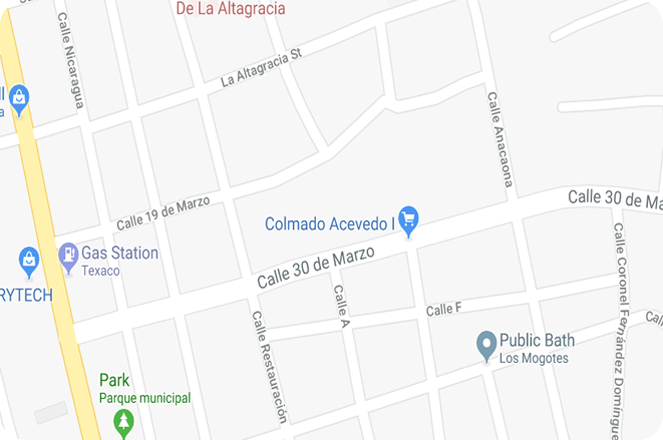 De La Altagracia
Calle Nicaragua
La Altagracia St
Calle Anacaona
Calle 19 de Marzo
Calle 30 de Ma
Colmado Acevedo I
Gas Station
Texaco
RYTECH
Calle 30 de Marzo
Calle Coronel Fernández Domíngue
Calle A
Calle F
Calle Restauración
Public Bath
Los Mogotes
Park
Parque municipal